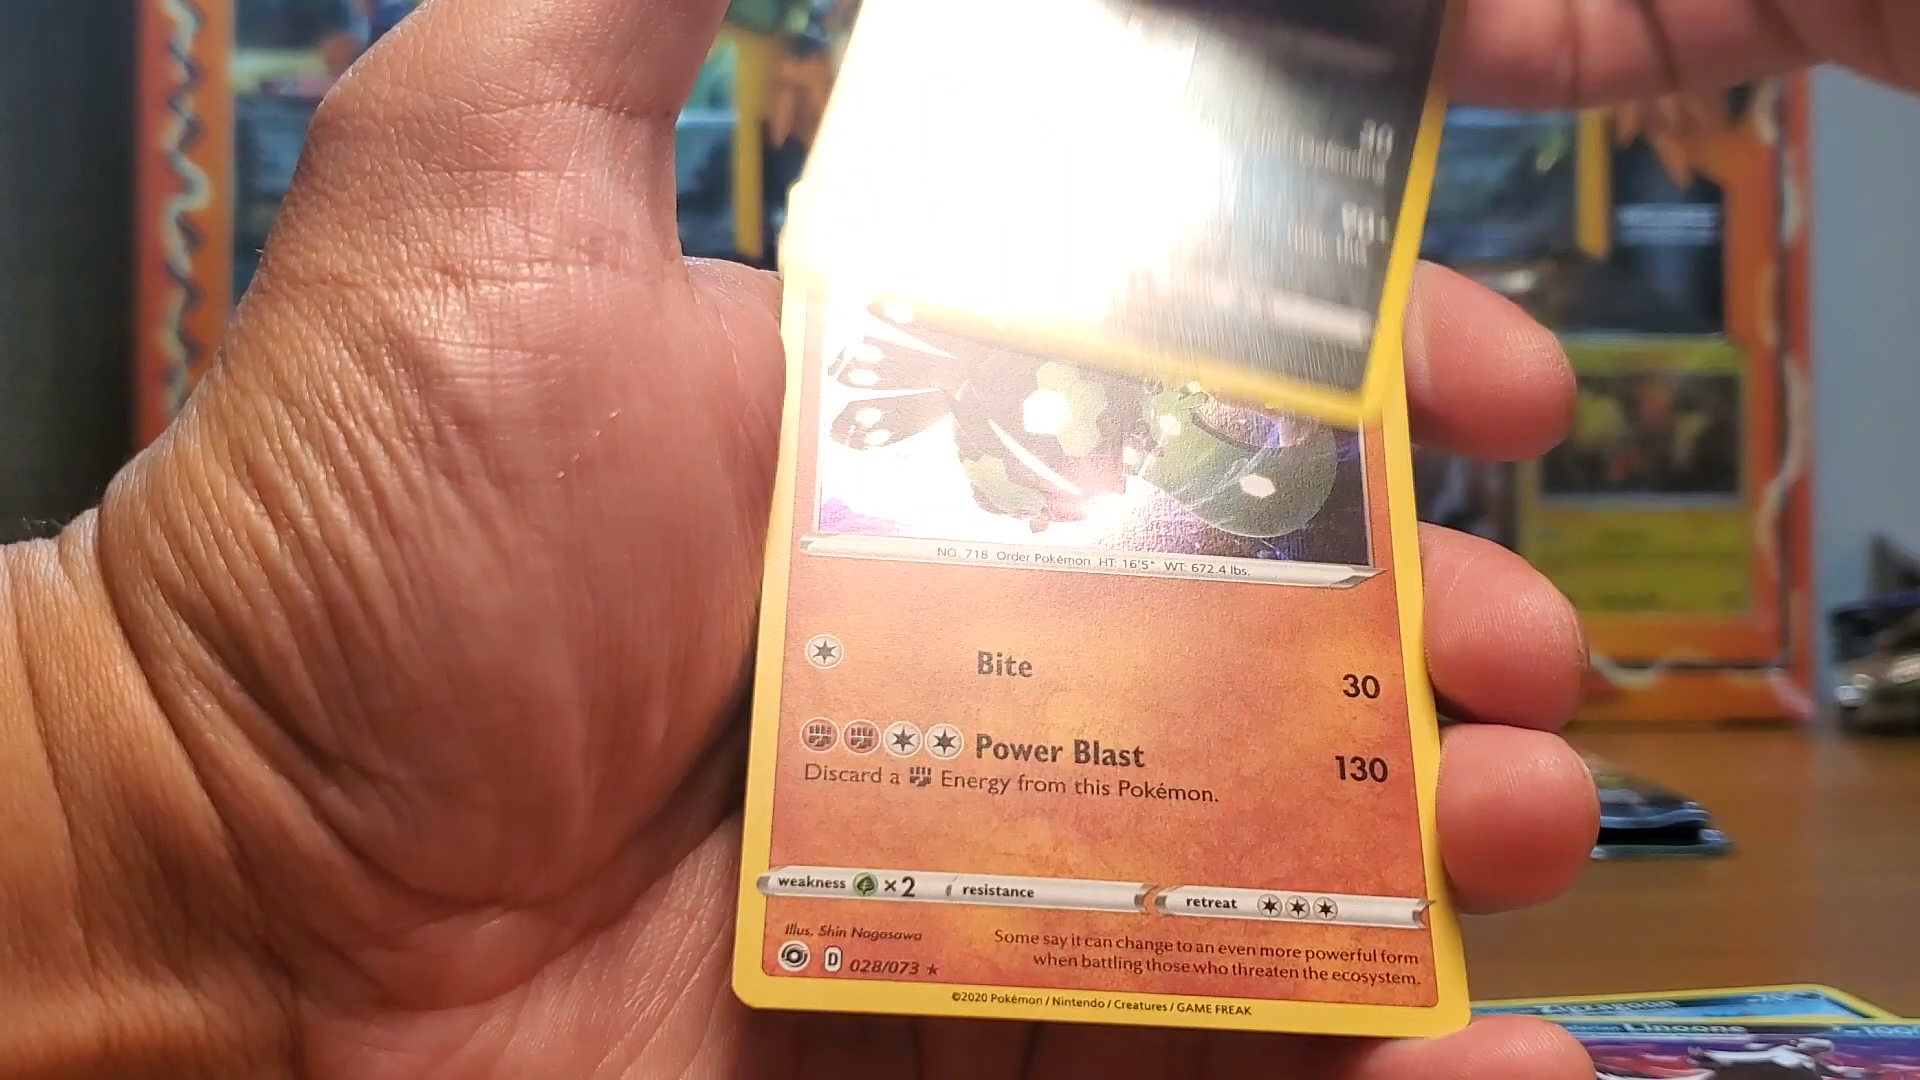 NO. 718 Order Pokémon HT: 16'5" WT: 672.4 lbs.
Bite 30
Power Blast 130
Discard a Energy from this Pokémon.
weakness ×2 resistance retreat
Illus. Shin Nagasawa
Some say it can change to an even more powerful form
when battling those who threaten the ecosystem.
D 028/073
©2020 Pokémon / Nintendo / Creatures / GAME FREAK
Linoone